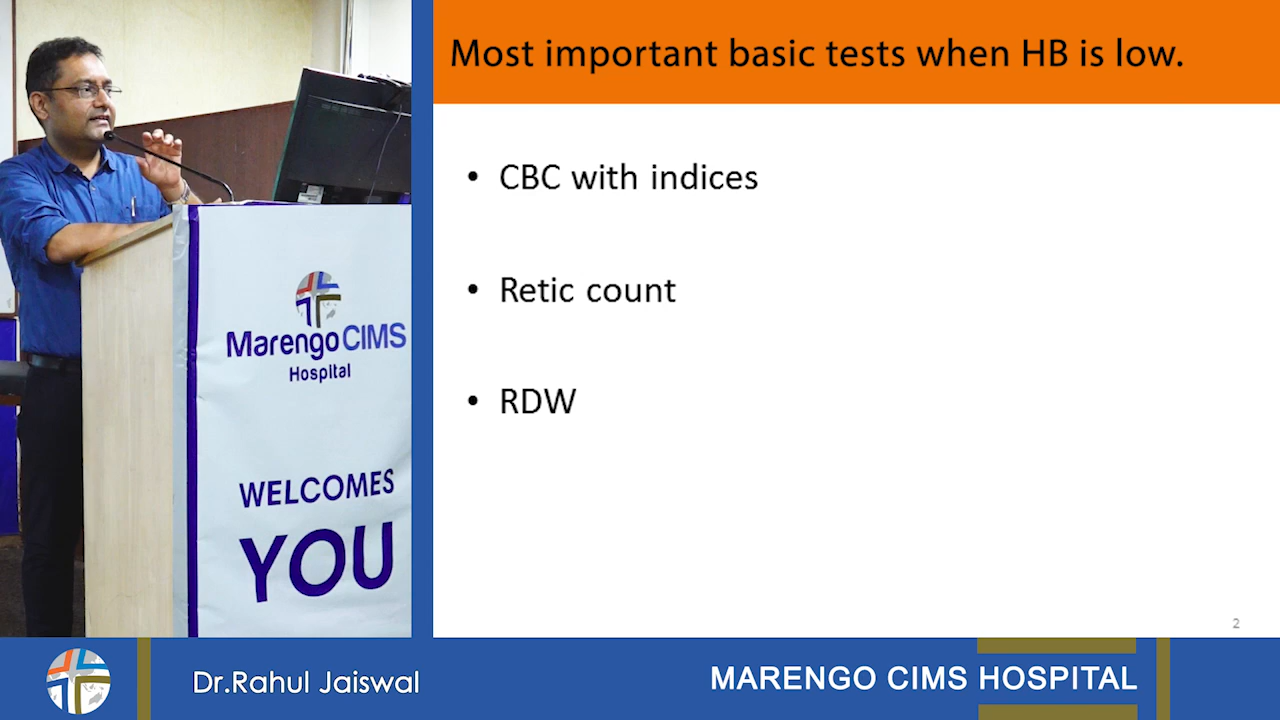 Most important basic tests when HB is low.
• CBC with indices
• Retic count
• RDW
2
Marengo CIMS
Hospital
WELCOMES
YOU
Dr.Rahul Jaiswal
MARENGO CIMS HOSPITAL